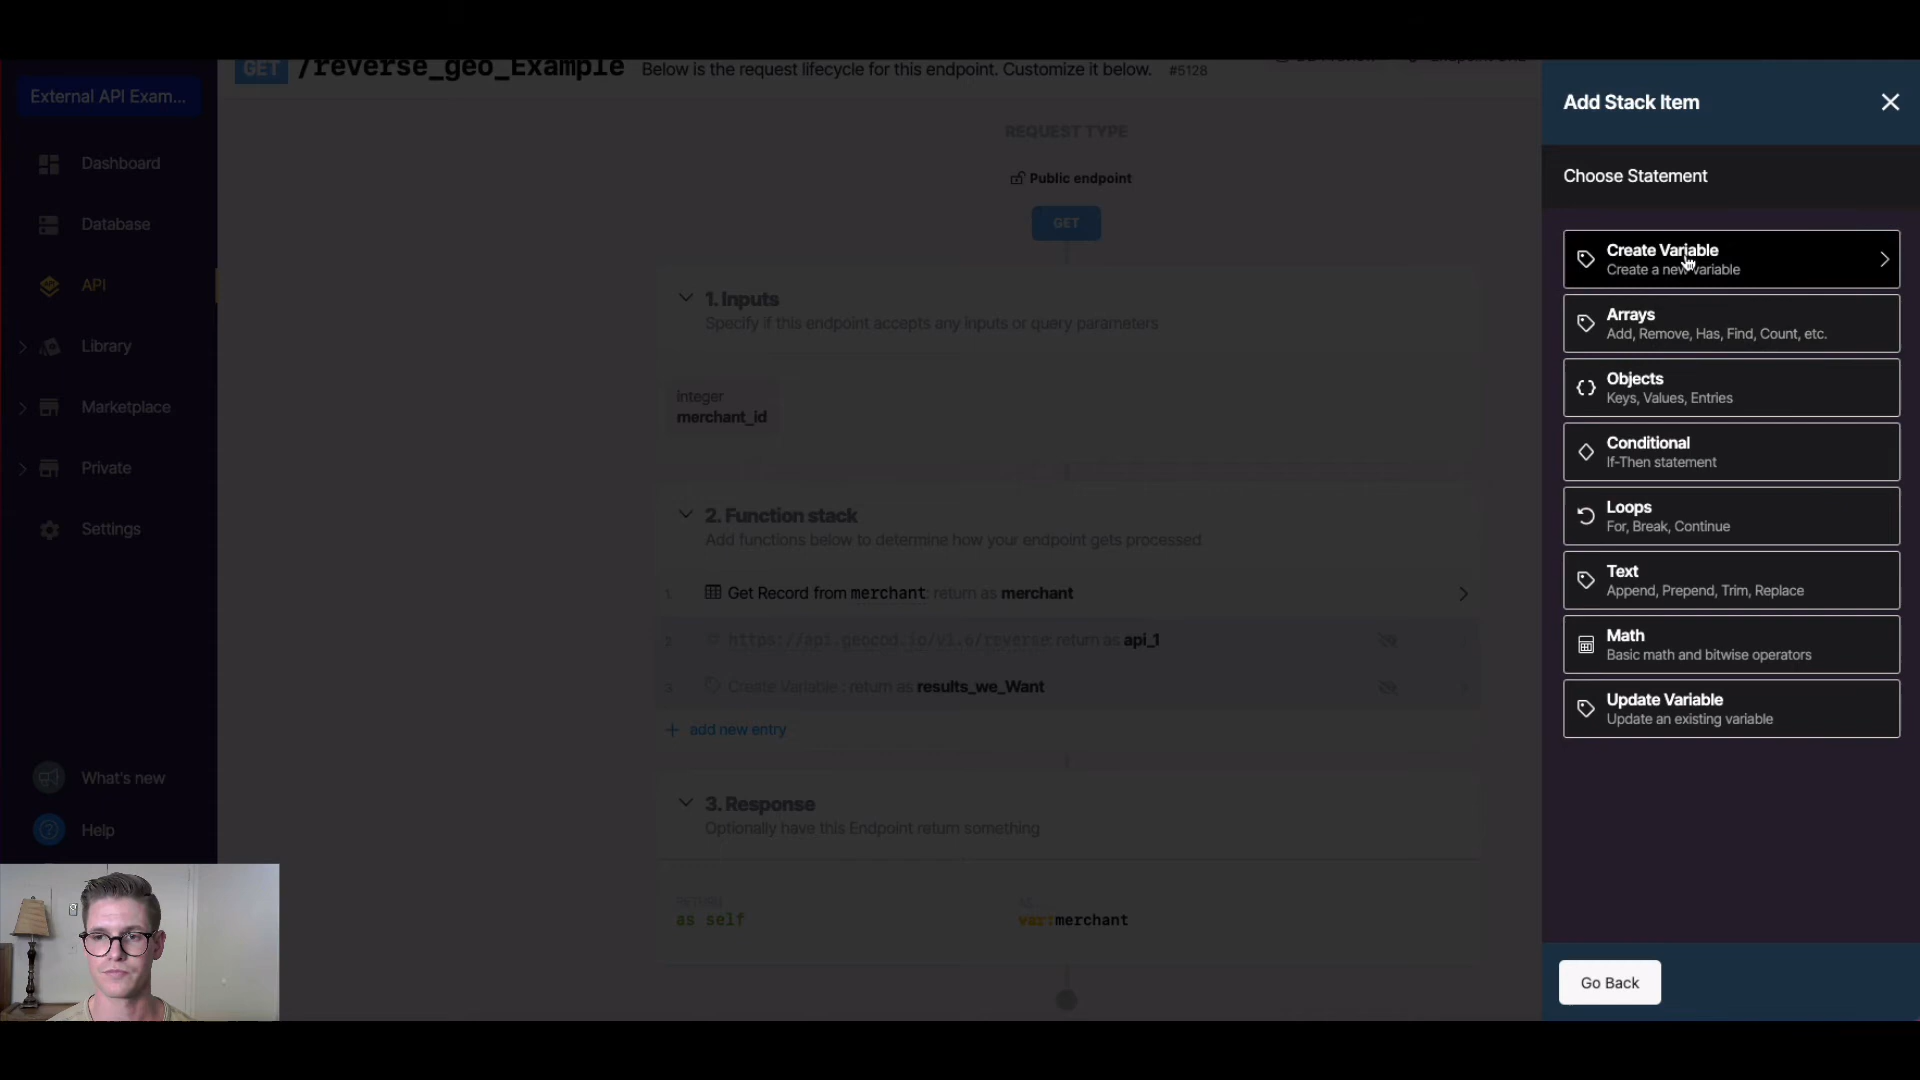 GET /reverse_geo_Example Below is the request lifecycle for this endpoint. Customize it below. #5128
External API Exam...
Dashboard
Database
API
Library
Marketplace
Private
Settings
What's new
Help
REQUEST TYPE
Public endpoint
GET
1. Inputs
Specify if this endpoint accepts any inputs or query parameters
integer
merchant_id
2. Function stack
Add functions below to determine how your endpoint gets processed
1. Get Record from merchant: return as merchant
2 https://api.geocod.io/v1.6/reverse: return as api_1
3 Create Variable : return as results_we_Want
+ add new entry
3. Response
Optionally have this Endpoint return something
RETURN AS
as self var:merchant
Add Stack Item
Choose Statement
Create Variable
Create a new variable
Arrays
Add, Remove, Has, Find, Count, etc.
Objects
Keys, Values, Entries
Conditional
If-Then statement
Loops
For, Break, Continue
Text
Append, Prepend, Trim, Replace
Math
Basic math and bitwise operators
Update Variable
Update an existing variable
Go Back